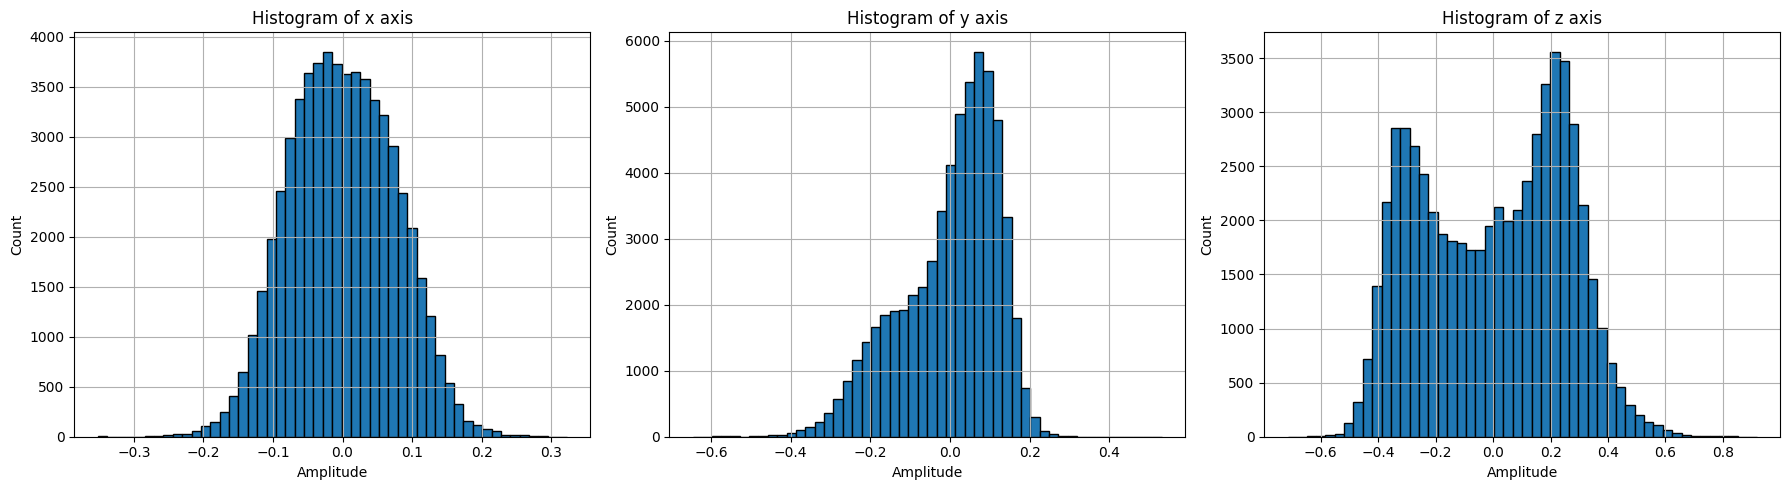 Histogram of x axis
4000
3500
3000
2500
2000
1500
1000
500
0
Count
−0.3 −0.2 −0.1 0.0 0.1 0.2 0.3
Amplitude
Histogram of y axis
6000
5000
4000
3000
2000
1000
0
Count
−0.6 −0.4 −0.2 0.0 0.2 0.4
Amplitude
Histogram of z axis
3500
3000
2500
2000
1500
1000
500
0
Count
−0.6 −0.4 −0.2 0.0 0.2 0.4 0.6 0.8
Amplitude